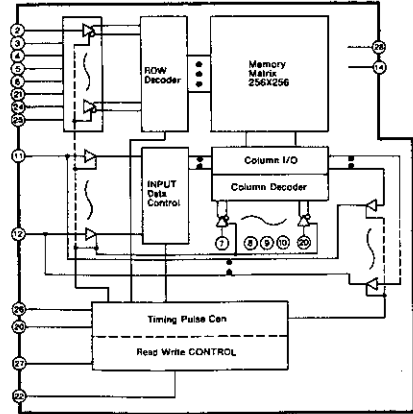 2
3
4
5
6
21
24
25
ROW
Decoder
Memory
Matrix
256X256
28
14
11
12
INPUT
Data
Control
Column I/O
Column Decoder
7 8 9 10 20
26
20
27
22
Timing Pulse Cen
Read Write CONTROL